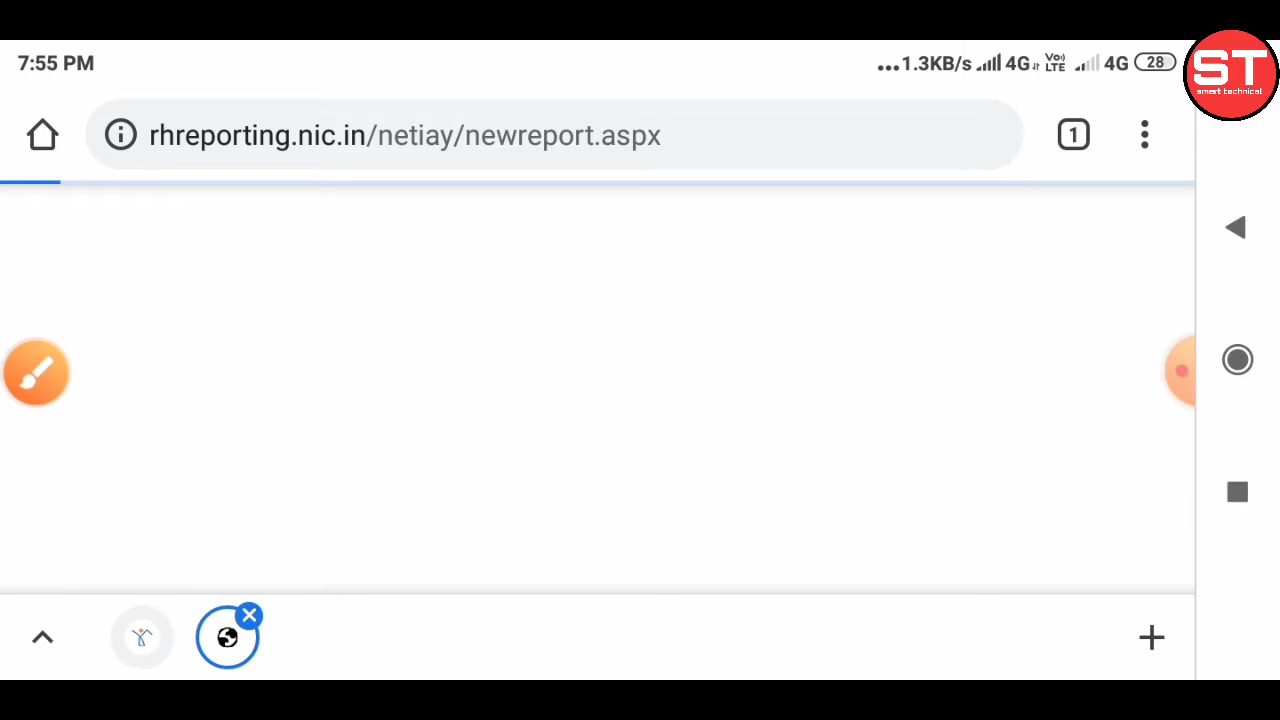 7:55 PM
...1.3KB/s 4G Vo) LTE 4G 28
ST
smart technical
rhreporting.nic.in/netiay/newreport.aspx
1